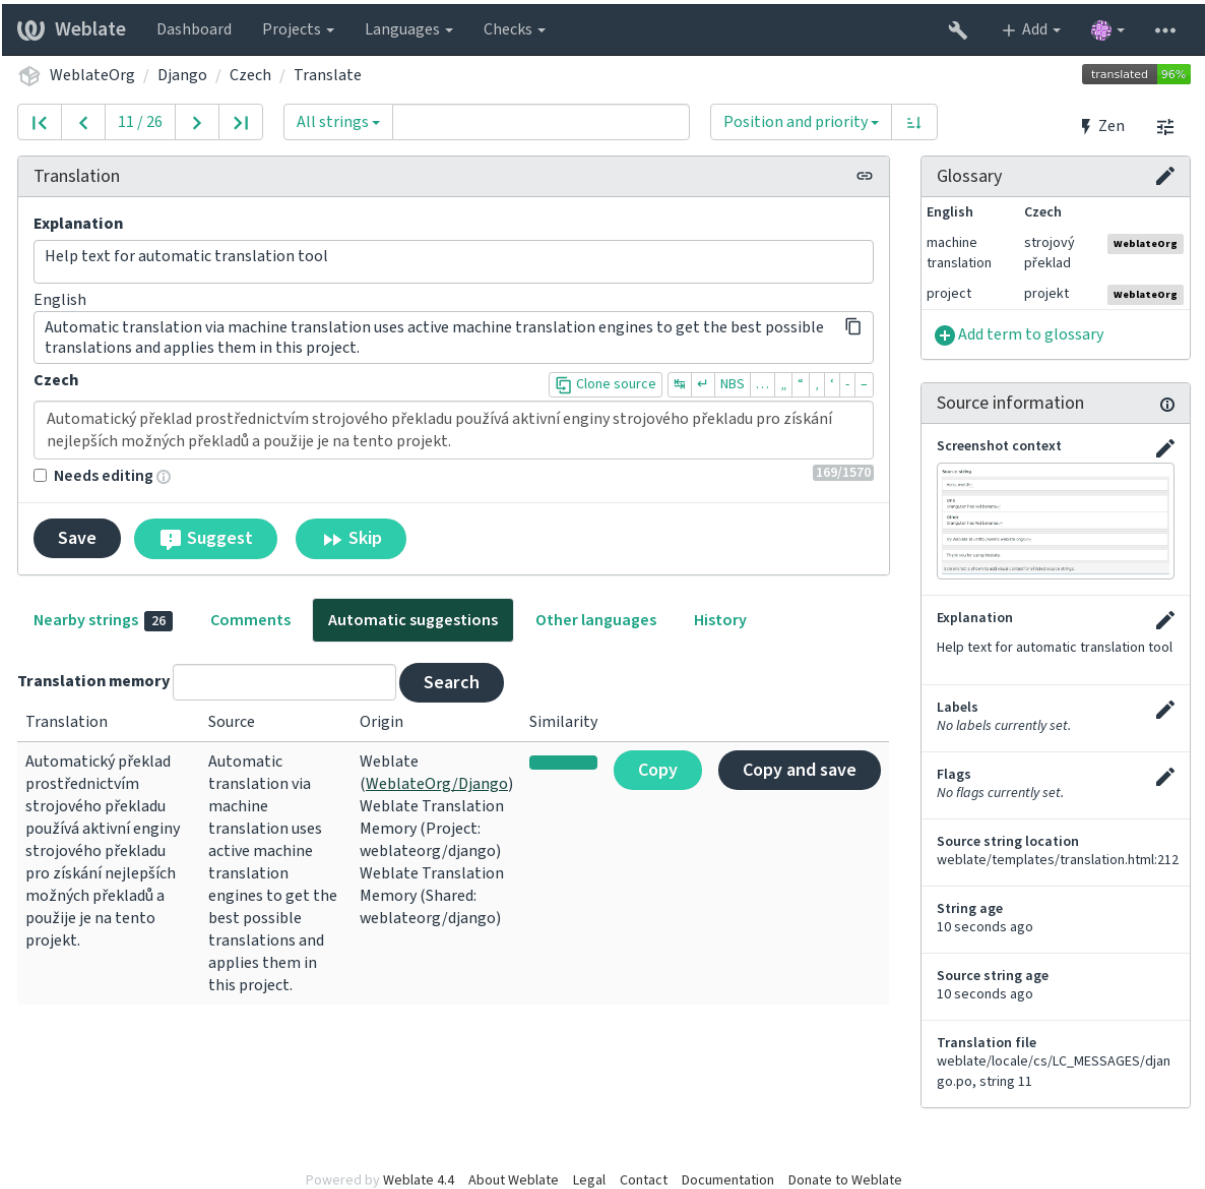 Weblate Dashboard Projects Languages Checks Add
WeblateOrg / Django / Czech / Translate
translated 96%
11 / 26 All strings Position and priority Zen
Translation
Explanation
Help text for automatic translation tool
English
Automatic translation via machine translation uses active machine translation engines to get the best possible
translations and applies them in this project.
Czech
Clone source NBS … „ “ ‚ ‘ - –
Automatický překlad prostřednictvím strojového překladu používá aktivní enginy strojového překladu pro získání
nejlepších možných překladů a použije je na tento projekt.
Needs editing 169/1570
Save Suggest Skip
Nearby strings 26 Comments Automatic suggestions Other languages History
Translation memory Search
Translation Source Origin Similarity
Automatický překlad
prostřednictvím
strojového překladu
používá aktivní enginy
strojového překladu
pro získání nejlepších
možných překladů a
použije je na tento
projekt.
Automatic
translation via
machine
translation uses
active machine
translation
engines to get the
best possible
translations and
applies them in
this project.
Weblate
(WeblateOrg/Django)
Weblate Translation
Memory (Project:
weblateorg/django)
Weblate Translation
Memory (Shared:
weblateorg/django)
Copy Copy and save
Glossary
English Czech
machine
translation
strojový
překlad
WeblateOrg
project projekt WeblateOrg
Add term to glossary
Source information
Screenshot context
Explanation
Help text for automatic translation tool
Labels
No labels currently set.
Flags
No flags currently set.
Source string location
weblate/templates/translation.html:212
String age
10 seconds ago
Source string age
10 seconds ago
Translation file
weblate/locale/cs/LC_MESSAGES/djan
go.po, string 11
Powered by Weblate 4.4 About Weblate Legal Contact Documentation Donate to Weblate